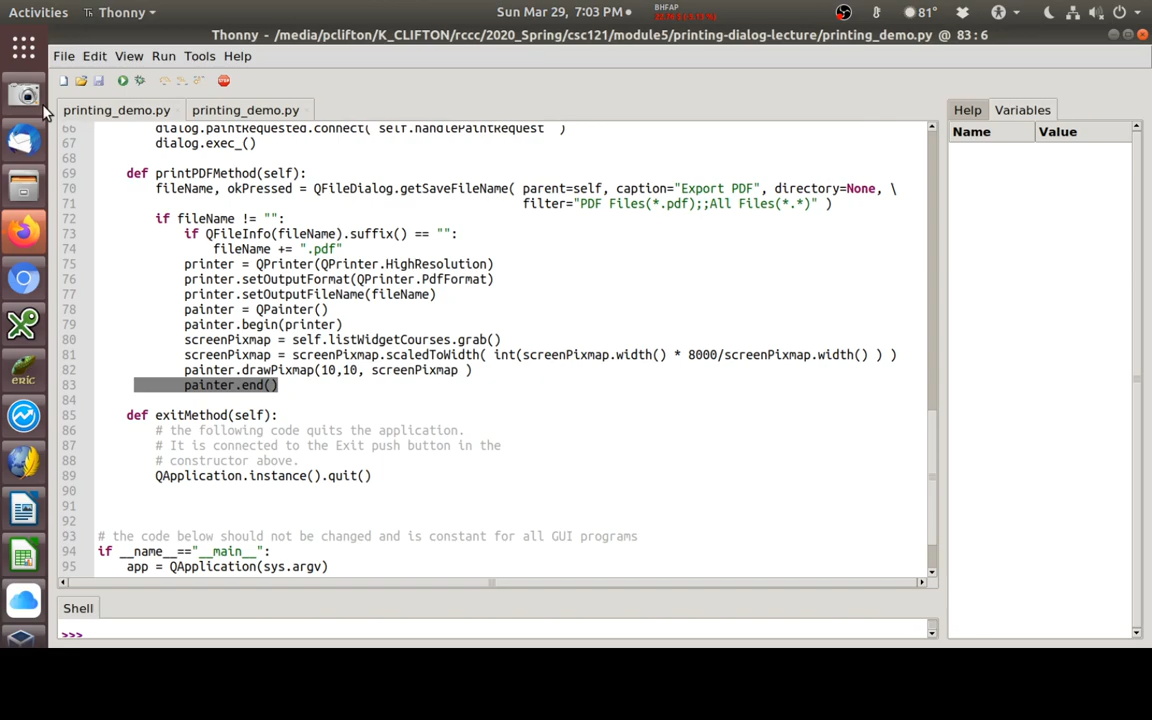 Activities Thonny Sun Mar 29, 7:03 PM BHFAP 81°
Thonny - /media/pclifton/K_CLIFTON/rccc/2020_Spring/csc121/module5/printing-dialog-lecture/printing_demo.py @ 83:6
File Edit View Run Tools Help
printing_demo.py printing_demo.py Help Variables
Name Value
66 dialog.paintRequested.connect( self.handlePaintRequest )
67 dialog.exec_()
68
69 def printPDFMethod(self):
70 fileName, okPressed = QFileDialog.getSaveFileName( parent=self, caption="Export PDF", directory=None, \
71 filter="PDF Files(*.pdf);;All Files(*.*)" )
72 if fileName != "":
73 if QFileInfo(fileName).suffix() == "":
74 fileName += ".pdf"
75 printer = QPrinter(QPrinter.HighResolution)
76 printer.setOutputFormat(QPrinter.PdfFormat)
77 printer.setOutputFileName(fileName)
78 painter = QPainter()
79 painter.begin(printer)
80 screenPixmap = self.listWidgetCourses.grab()
81 screenPixmap = screenPixmap.scaledToWidth( int(screenPixmap.width() * 8000/screenPixmap.width() ) )
82 painter.drawPixmap(10,10, screenPixmap )
83 painter.end()
84
85 def exitMethod(self):
86 # the following code quits the application.
87 # It is connected to the Exit push button in the
88 # constructor above.
89 QApplication.instance().quit()
90
91
92
93 # the code below should not be changed and is constant for all GUI programs
94 if __name__=="__main__":
95 app = QApplication(sys.argv)
Shell
>>>
eric